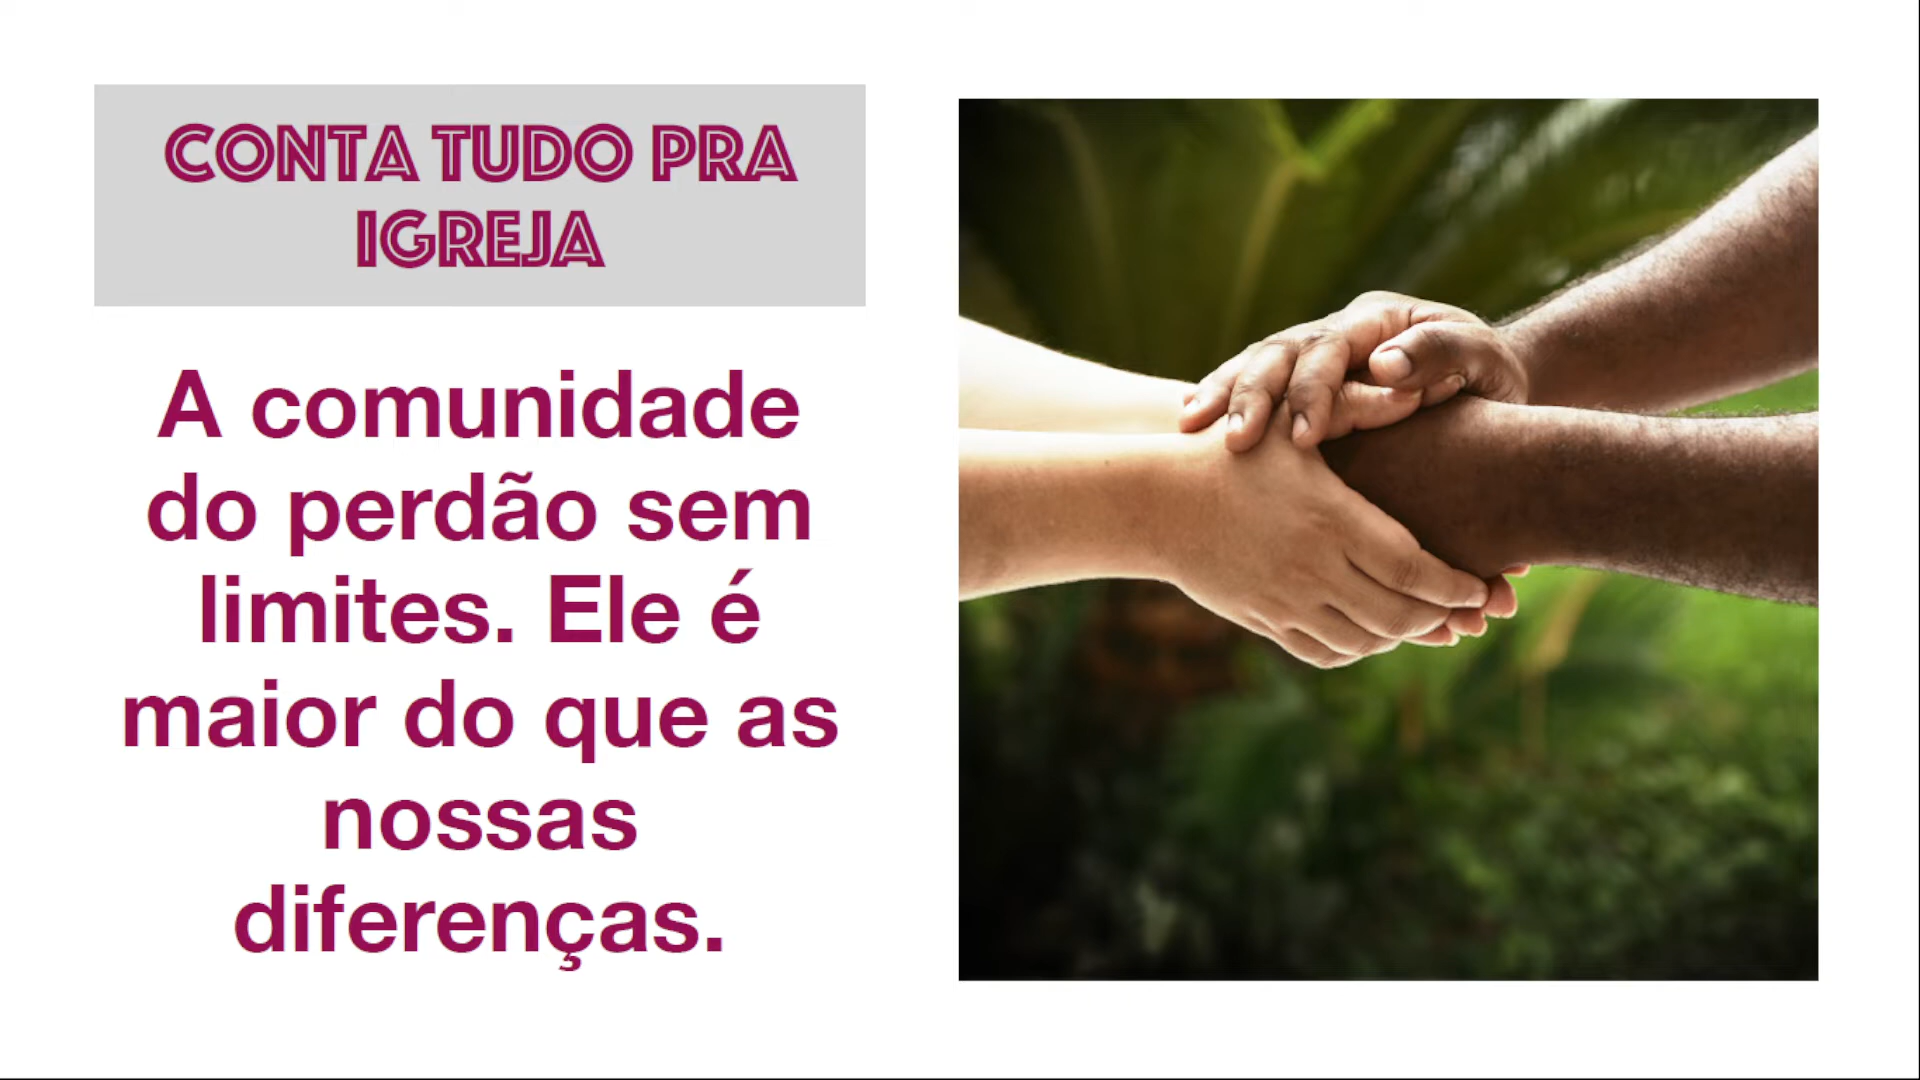 CONTA TUDO PRA
IGREJA
A comunidade
do perdão sem
limites. Ele é
maior do que as
nossas
diferenças.